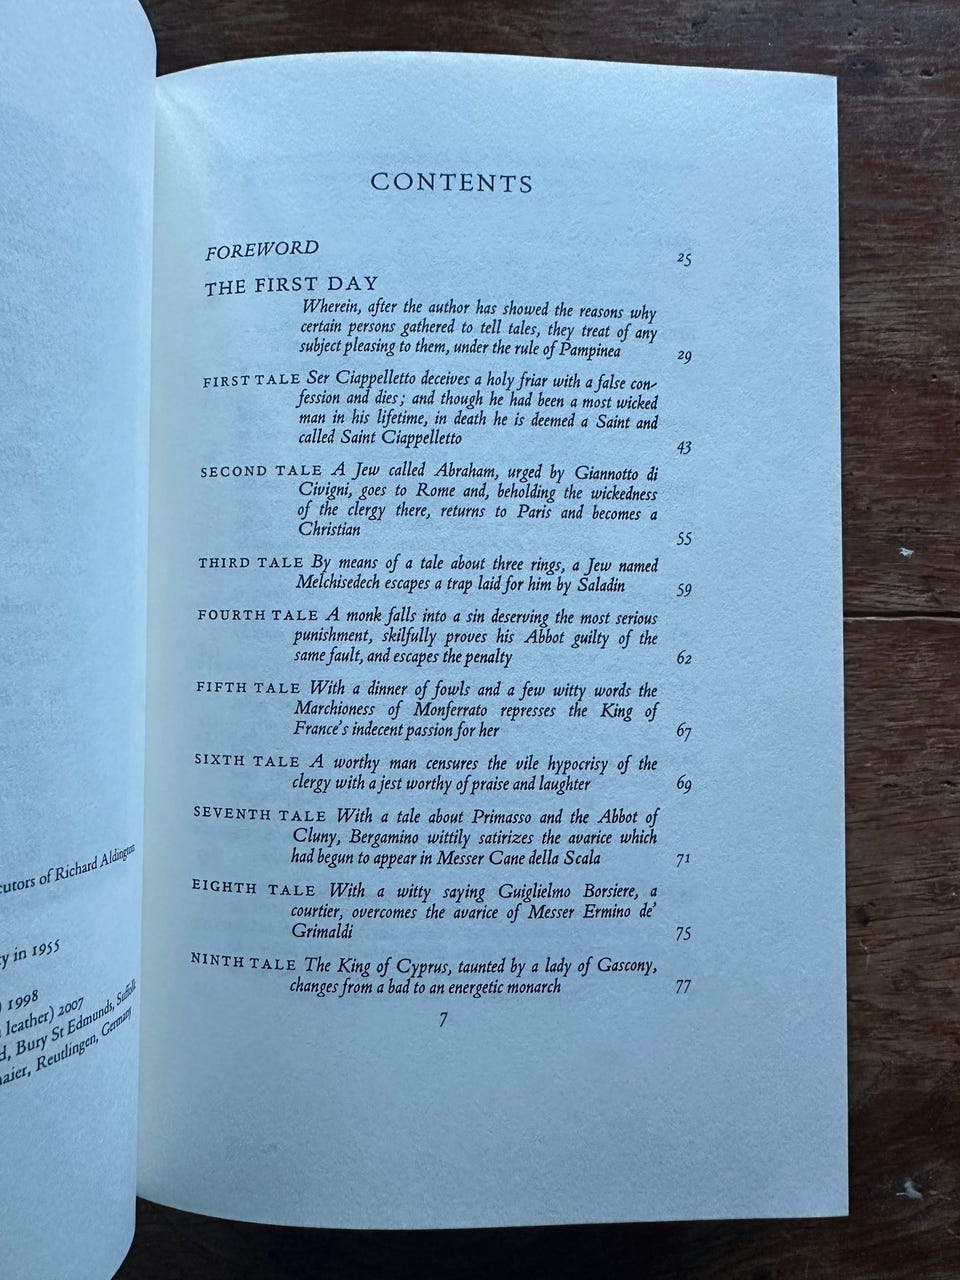 cutors of Richard Aldington
y in 1955
) 1998
leather) 2007
d, Bury St Edmunds, Suffolk
maier, Reutlingen, Germany
CONTENTS
FOREWORD 25
THE FIRST DAY
Wherein, after the author has showed the reasons why
certain persons gathered to tell tales, they treat of any
subject pleasing to them, under the rule of Pampinea 29
FIRST TALE Ser Ciappelletto deceives a holy friar with a false con-
fession and dies; and though he had been a most wicked
man in his lifetime, in death he is deemed a Saint and
called Saint Ciappelletto 43
SECOND TALE A Jew called Abraham, urged by Giannotto di
Civigni, goes to Rome and, beholding the wickedness
of the clergy there, returns to Paris and becomes a
Christian 55
THIRD TALE By means of a tale about three rings, a Jew named
Melchisedech escapes a trap laid for him by Saladin 59
FOURTH TALE A monk falls into a sin deserving the most serious
punishment, skilfully proves his Abbot guilty of the
same fault, and escapes the penalty 62
FIFTH TALE With a dinner of fowls and a few witty words the
Marchioness of Monferrato represses the King of
France's indecent passion for her 67
SIXTH TALE A worthy man censures the vile hypocrisy of the
clergy with a jest worthy of praise and laughter 69
SEVENTH TALE With a tale about Primasso and the Abbot of
Cluny, Bergamino wittily satirizes the avarice which
had begun to appear in Messer Cane della Scala 71
EIGHTH TALE With a witty saying Guiglielmo Borsiere, a
courtier, overcomes the avarice of Messer Ermino de'
Grimaldi 75
NINTH TALE The King of Cyprus, taunted by a lady of Gascony,
changes from a bad to an energetic monarch 77
7